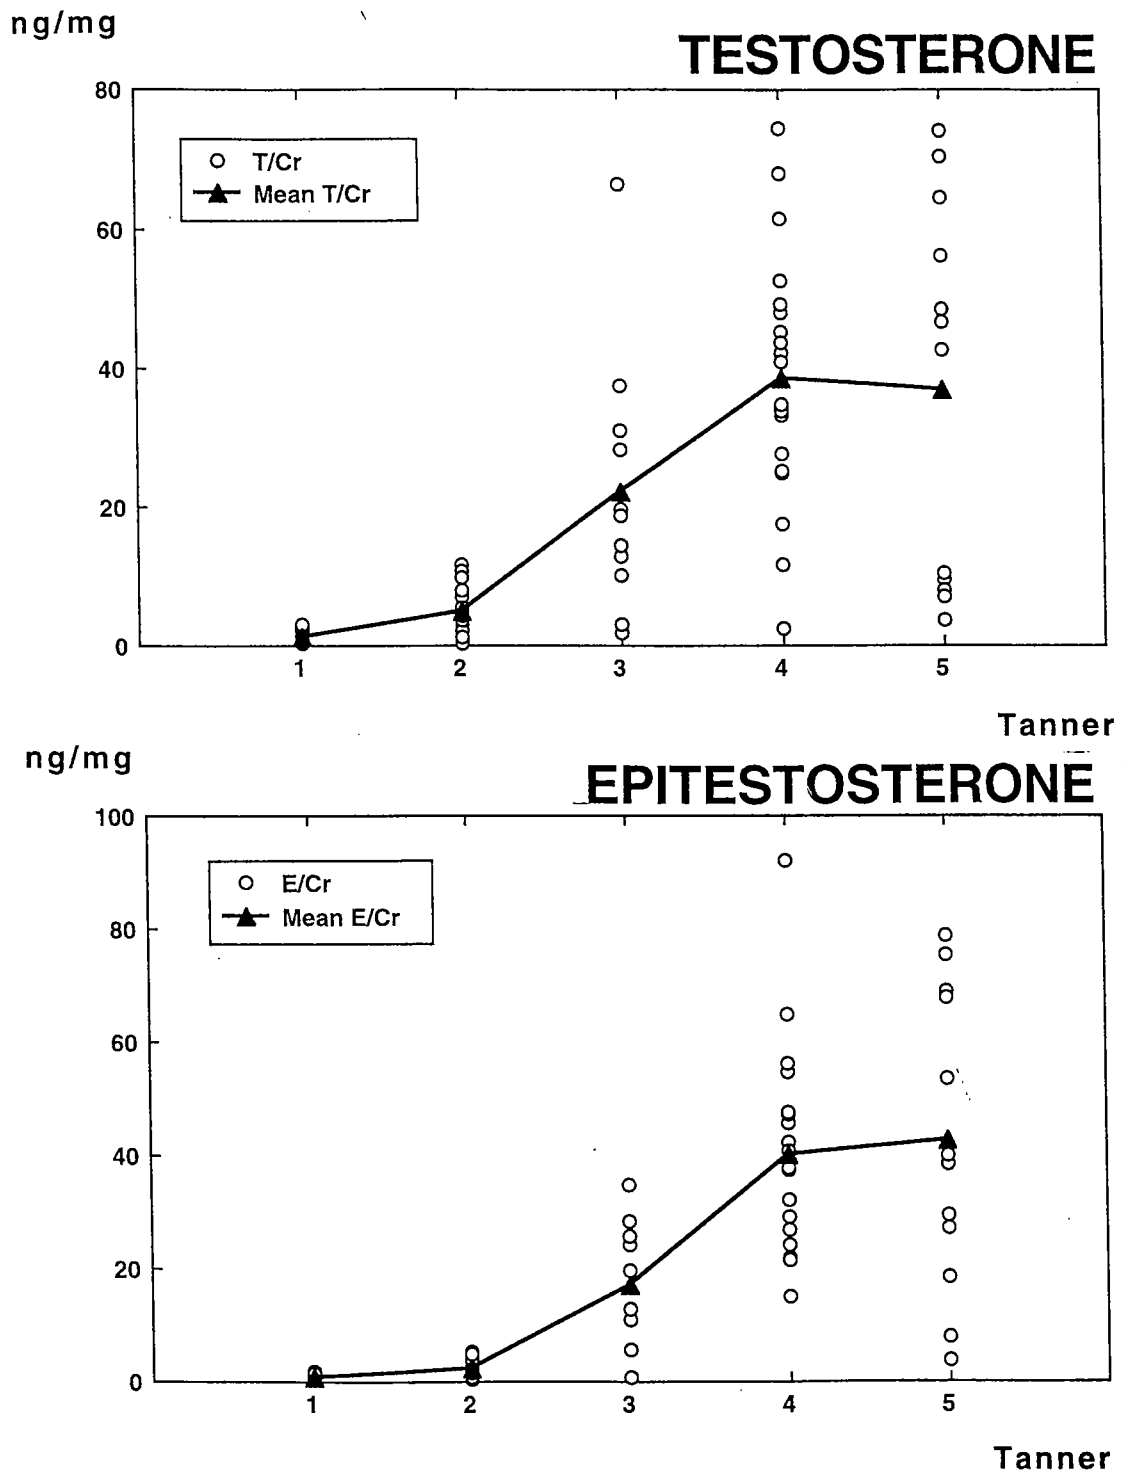 ng/mg
TESTOSTERONE
80
T/Cr
Mean T/Cr
60
40
20
0
1 2 3 4 5
Tanner
ng/mg
EPITESTOSTERONE
100
E/Cr
Mean E/Cr
80
60
40
20
0
1 2 3 4 5
Tanner